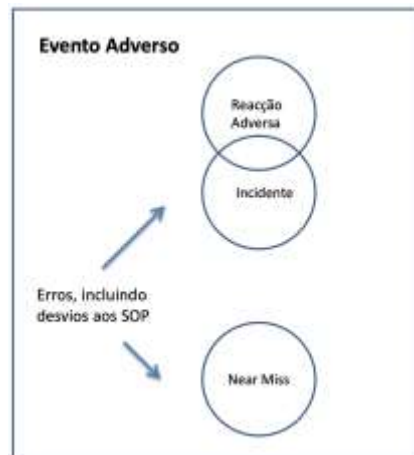 Evento Adverso
Reacção
Adversa
Incidente
Erros, incluindo
desvios aos SOP
Near Miss